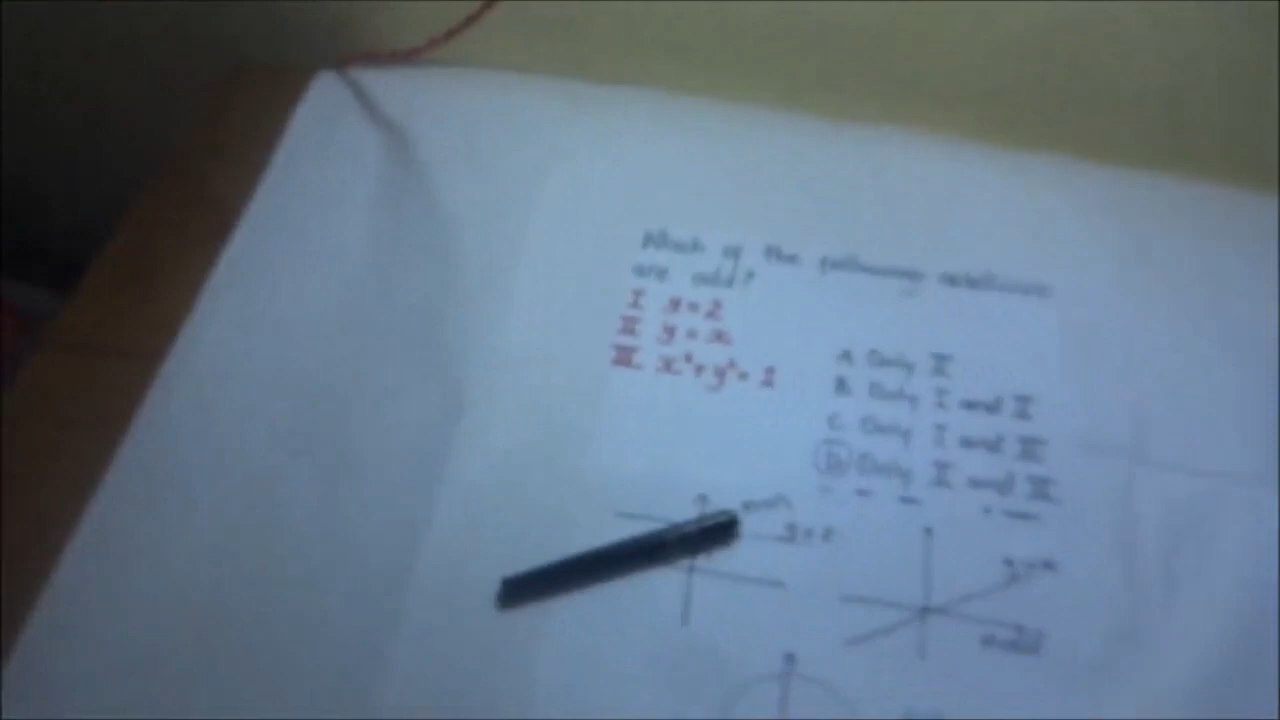 Which of the following relations
are odd?
I y = 2
II y = x
III x² + y² = 1
A. Only II
B. Only I and II
C. Only I and III
D. Only II and III
y = 2
y = x